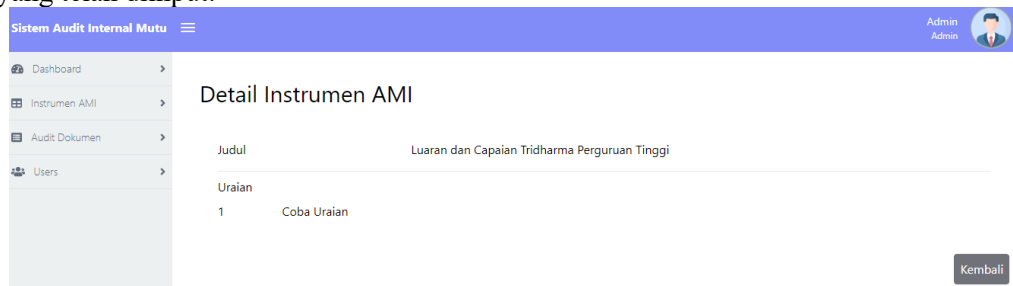 Sistem Audit Internal Mutu
Admin
Admin
Dashboard
Instrumen AMI
Audit Dokumen
Users
Detail Instrumen AMI
Judul Luaran dan Capaian Tridharma Perguruan Tinggi
Uraian
1 Coba Uraian
Kembali